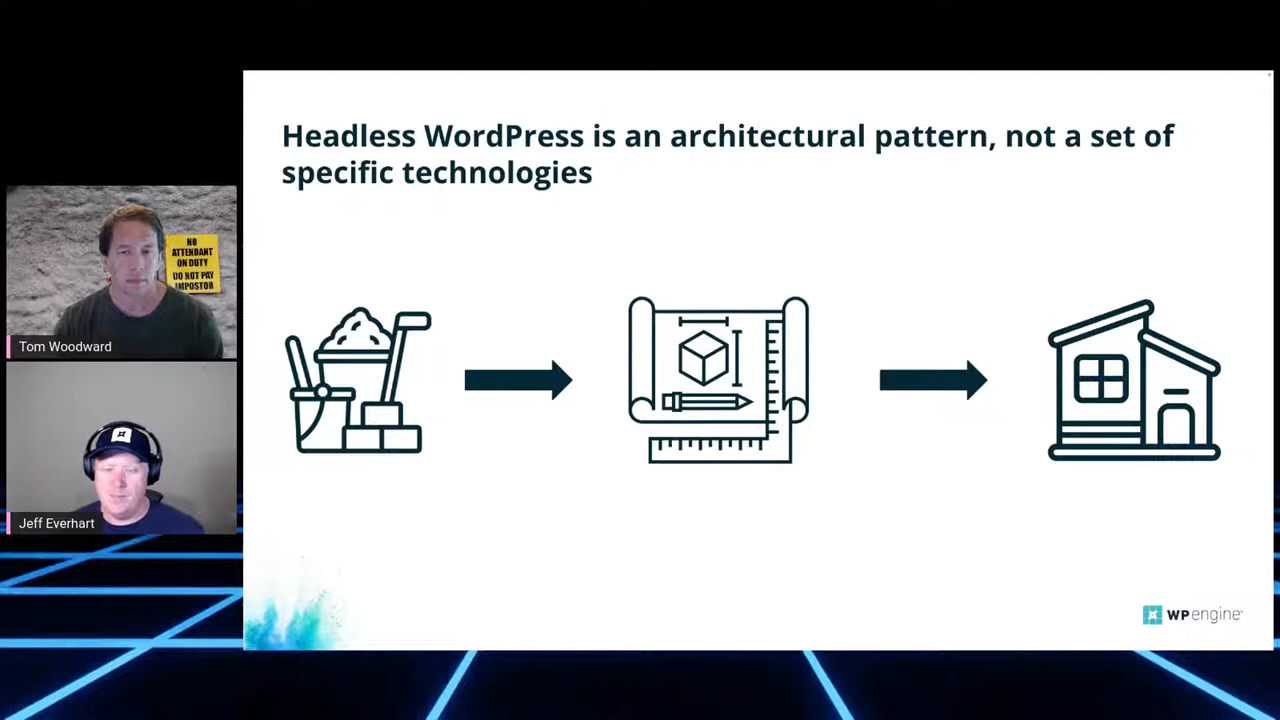 Headless WordPress is an architectural pattern, not a set of
specific technologies
NO
ATTENDANT
ON DUTY
DO NOT PAY
IMPOSTOR
Tom Woodward
Jeff Everhart
WPengine